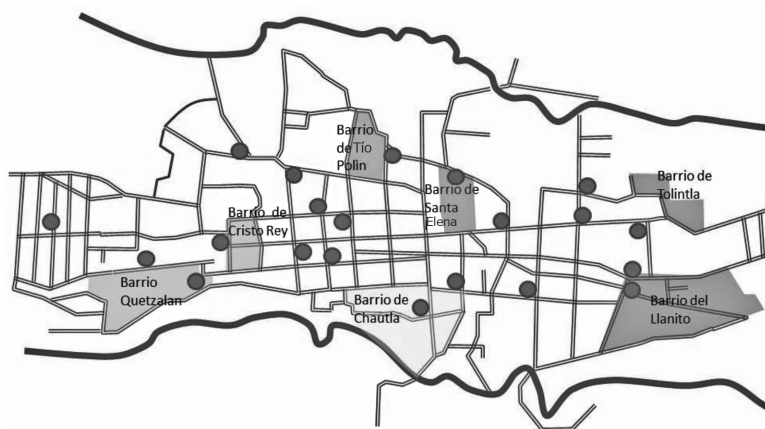 Barrio
de Tío
Polìn
Barrio de
Tolintla
Barrio de
Santa
Elena
Barrio de
Cristo Rey
Barrio
Quetzalan
Barrio de
Chautla
Barrio del
Llanito